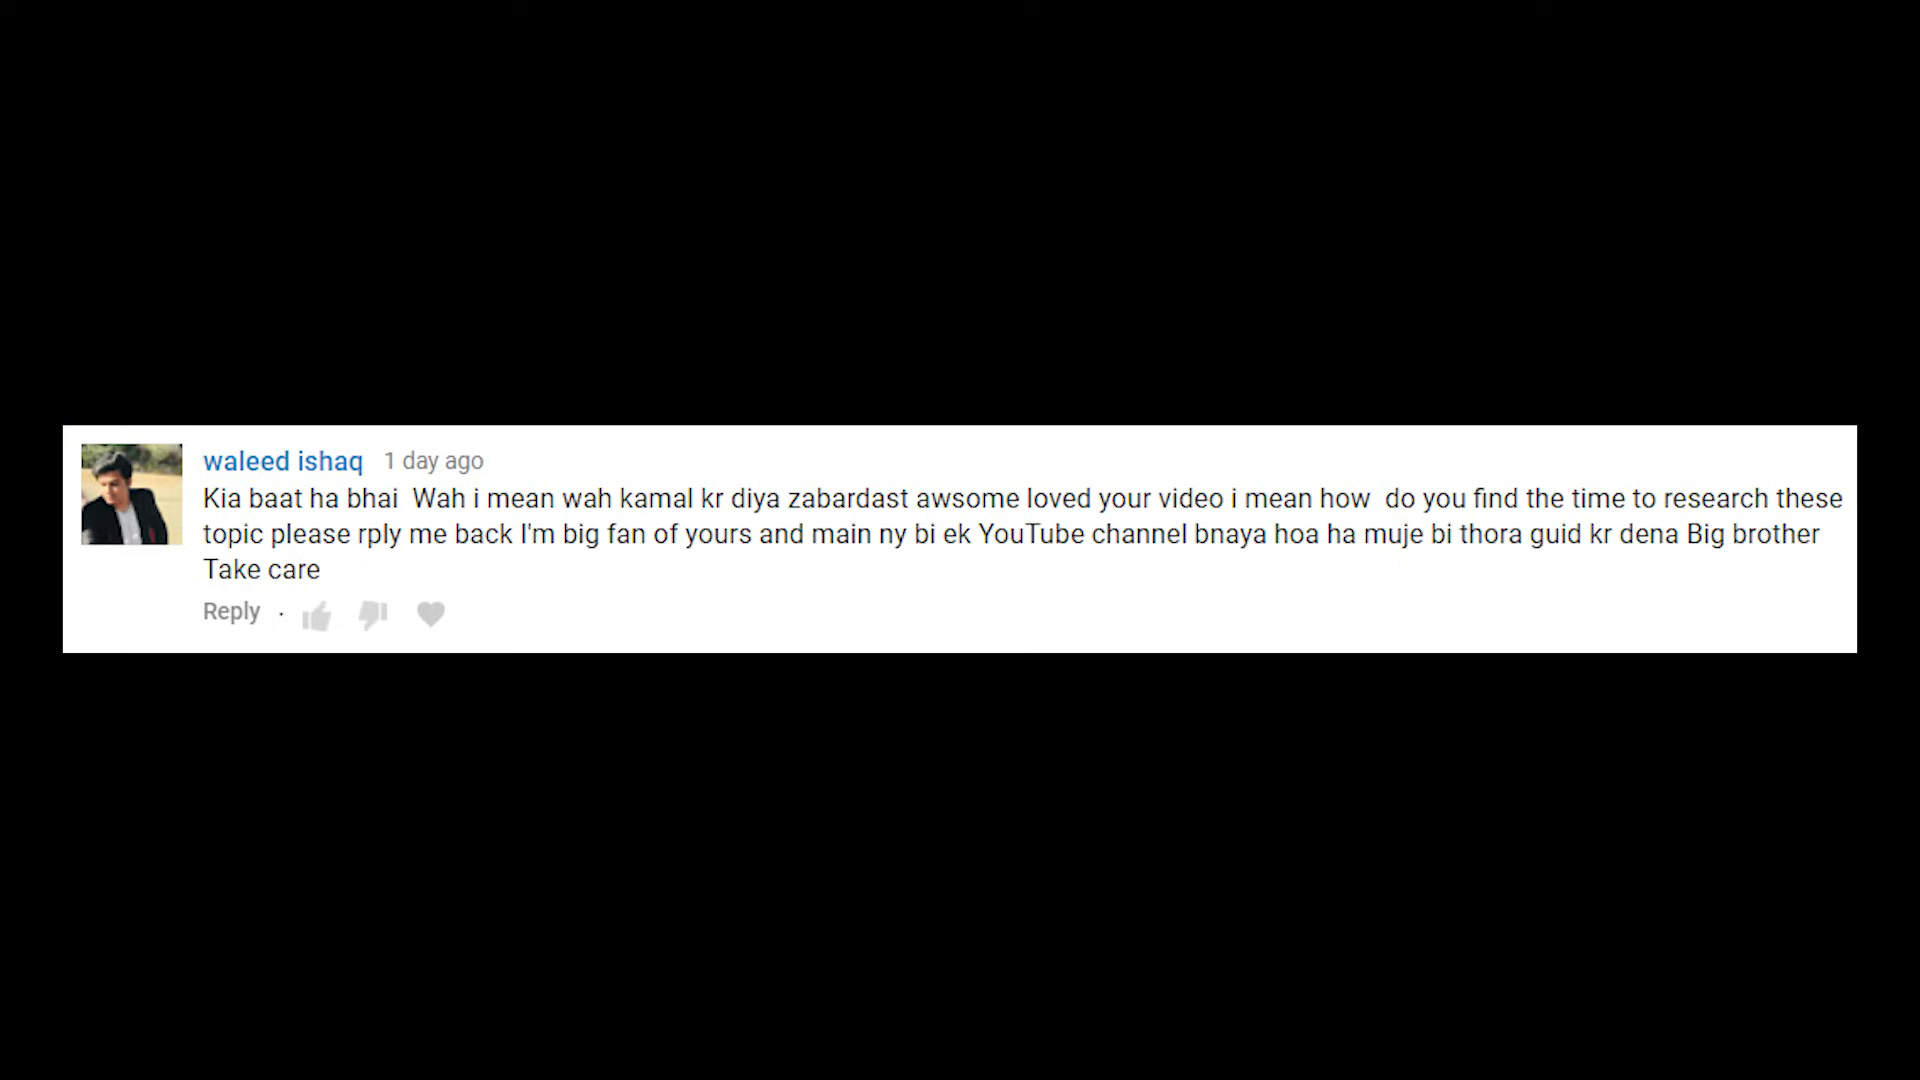 waleed ishaq 1 day ago
Kia baat ha bhai  Wah i mean wah kamal kr diya zabardast awsome loved your video i mean how  do you find the time to research these
topic please rply me back I'm big fan of yours and main ny bi ek YouTube channel bnaya hoa ha muje bi thora guid kr dena Big brother
Take care
Reply ·